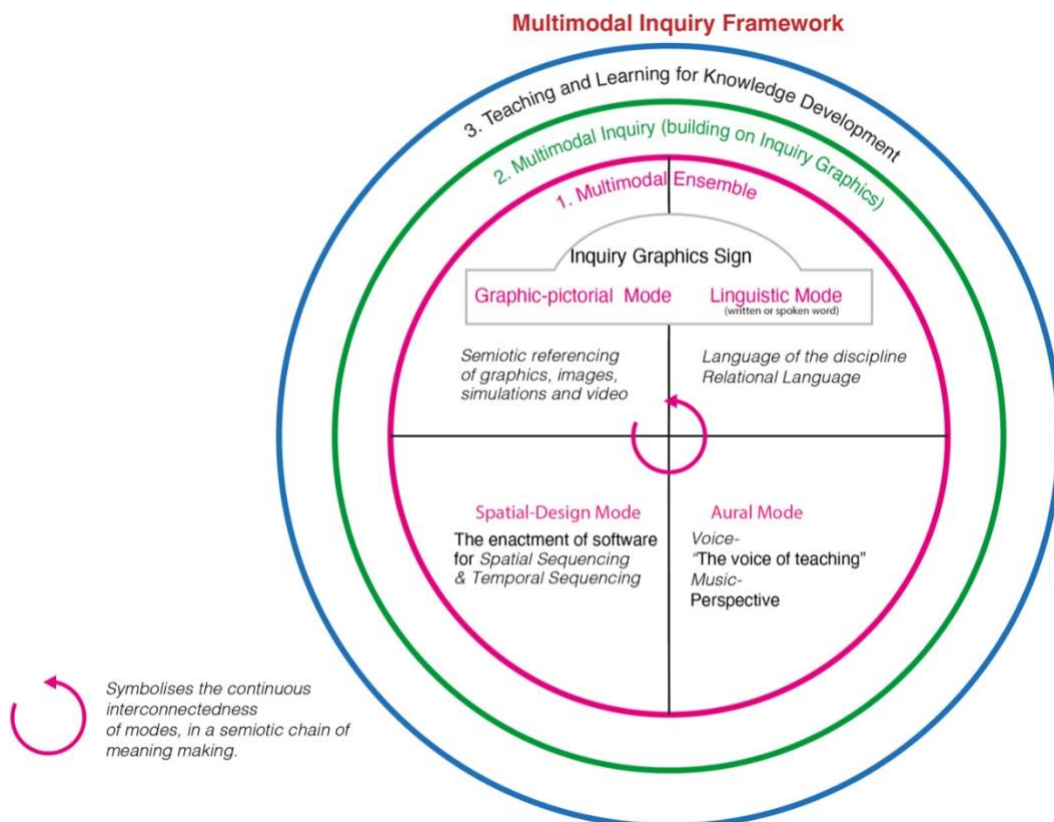 Multimodal Inquiry Framework
3. Teaching and Learning for Knowledge Development
2. Multimodal Inquiry (building on Inquiry Graphics)
1. Multimodal Ensemble
Inquiry Graphics Sign
Graphic-pictorial Mode
Linguistic Mode
(written or spoken word)
Semiotic referencing
of graphics, images,
simulations and video
Language of the discipline
Relational Language
Spatial-Design Mode
The enactment of software
for Spatial Sequencing
& Temporal Sequencing
Aural Mode
Voice-
"The voice of teaching"
Music-
Perspective
Symbolises the continuous
interconnectedness
of modes, in a semiotic chain of
meaning making.